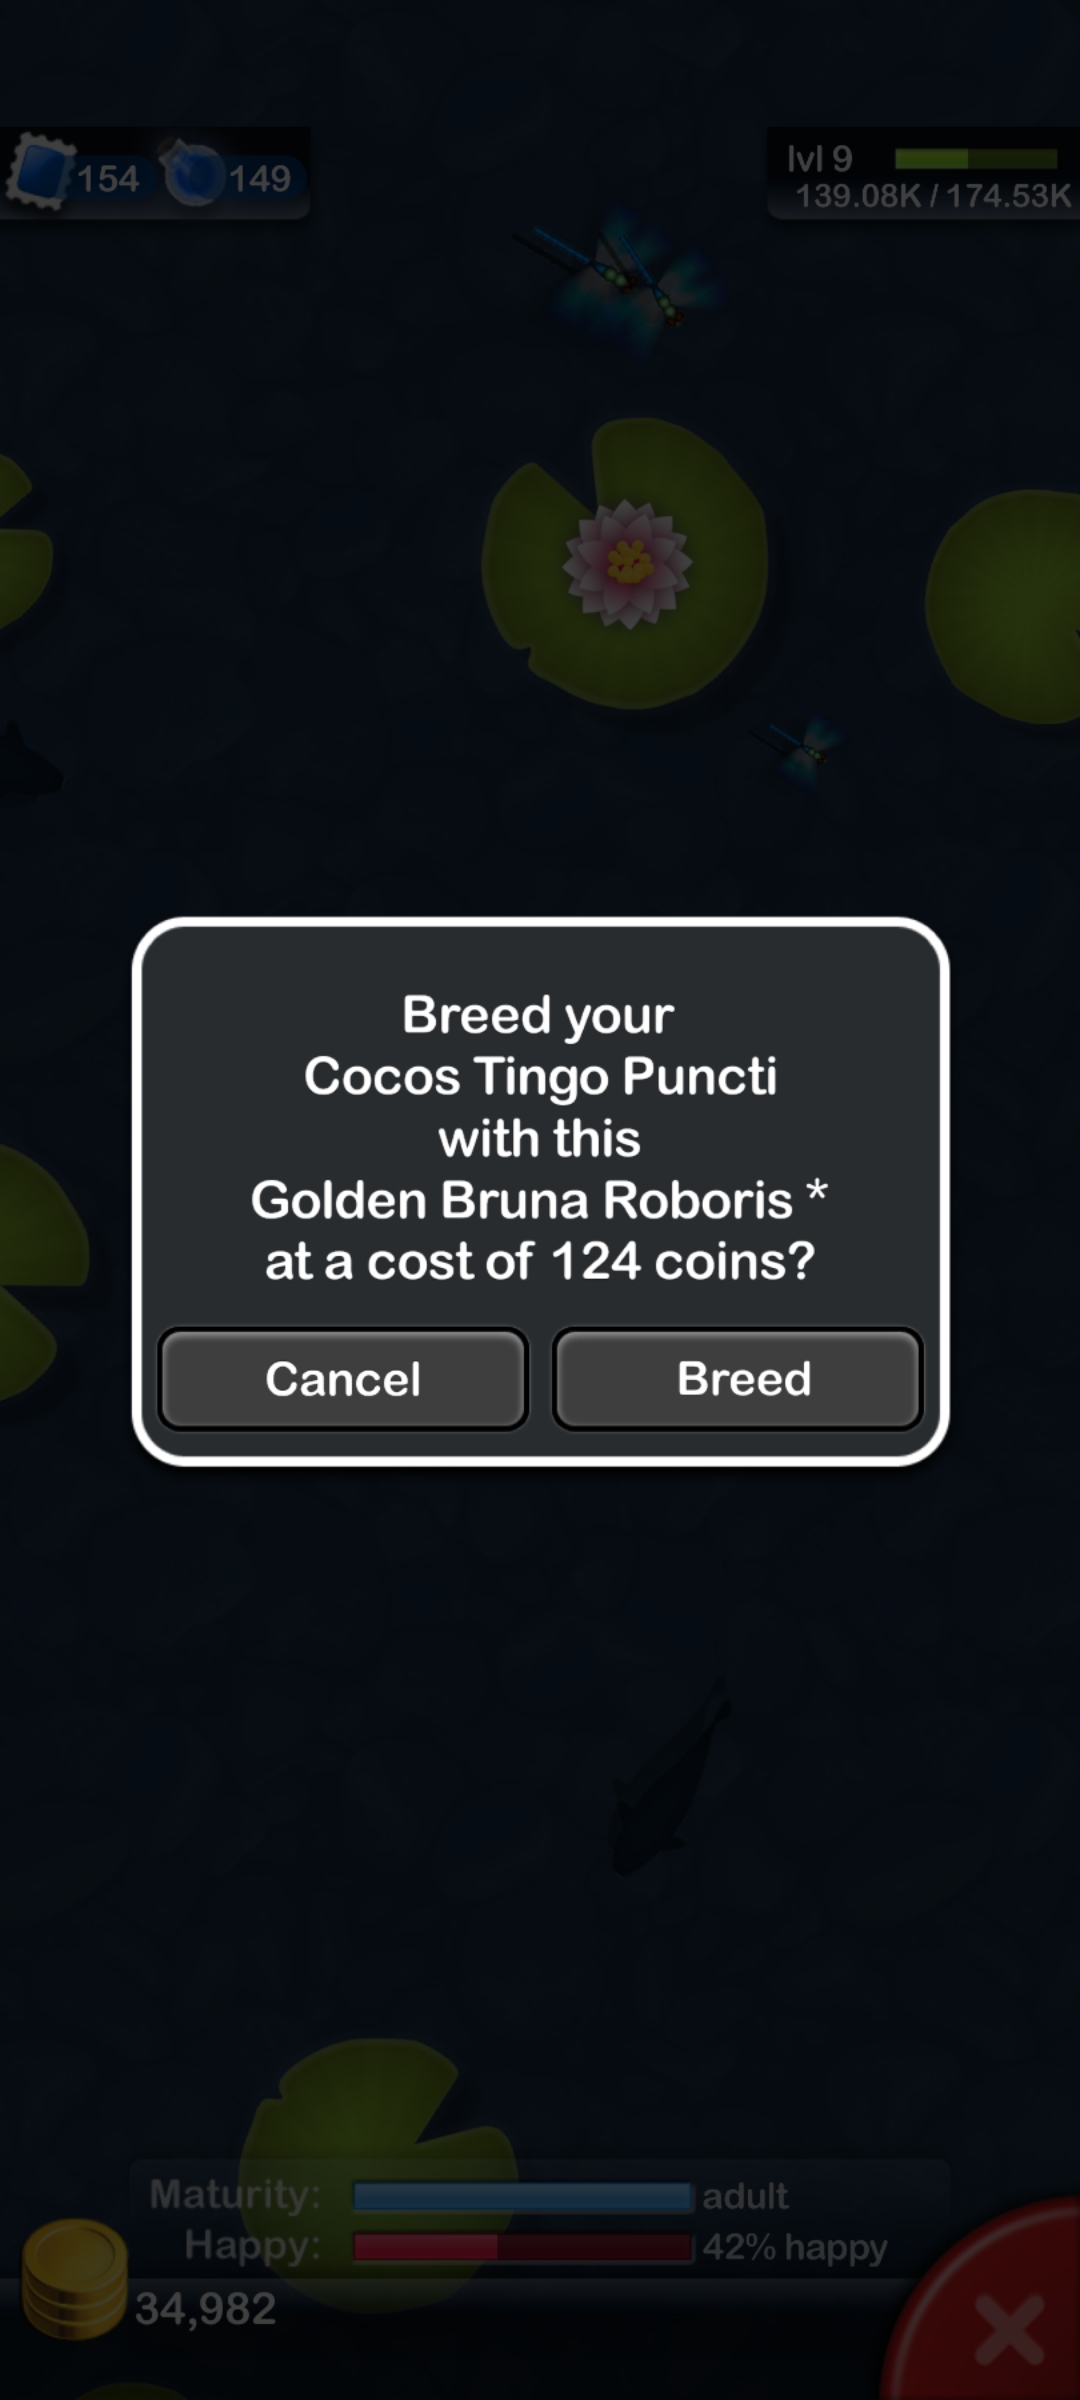 154 149
lvl 9
139.08K / 174.53K
Breed your
Cocos Tingo Puncti
with this
Golden Bruna Roboris *
at a cost of 124 coins?
Cancel Breed
Maturity: adult
Happy: 42% happy
34,982